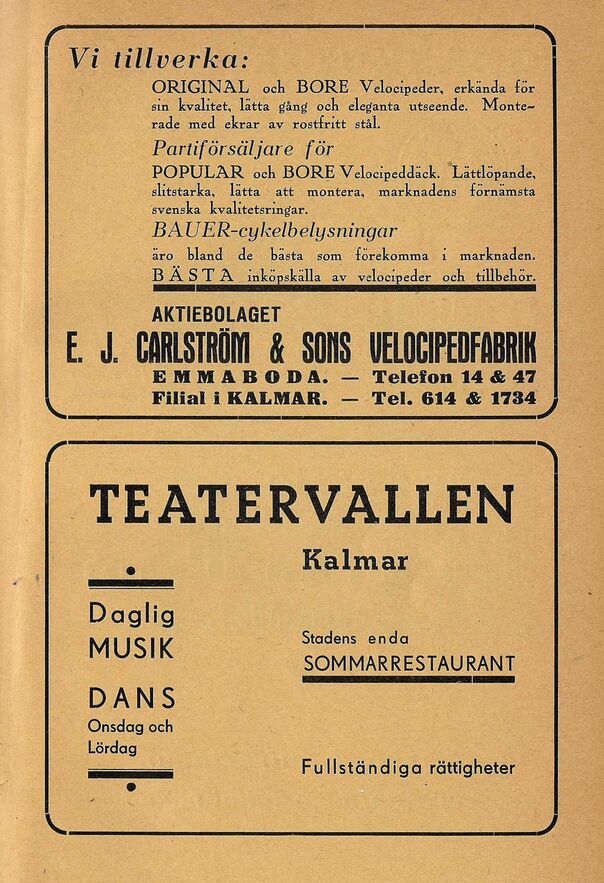 Vi tillverka:
ORIGINAL och BORE Velocipeder, erkända för
sin kvalitet, lätta gång och eleganta utseende. Monte-
rade med ekrar av rostfritt stål.
Partiförsäljare för
POPULAR och BORE Velocipeddäck. Lättlöpande,
slitstarka, lätta att montera, marknadens förnämsta
svenska kvalitetsringar.
BAUER-cykelbelysningar
äro bland de bästa som förekomma i marknaden.
BÄSTA inköpskälla av velocipeder och tillbehör.
AKTIEBOLAGET
E. J. CARLSTRÖM & SONS VELOCIPEDFABRIK
EMMABODA. — Telefon 14 & 47
Filial i KALMAR. — Tel. 614 & 1734
TEATERVALLEN
Kalmar
Daglig
MUSIK
DANS
Onsdag och
Lördag
Stadens enda
SOMMARRESTAURANT
Fullständiga rättigheter